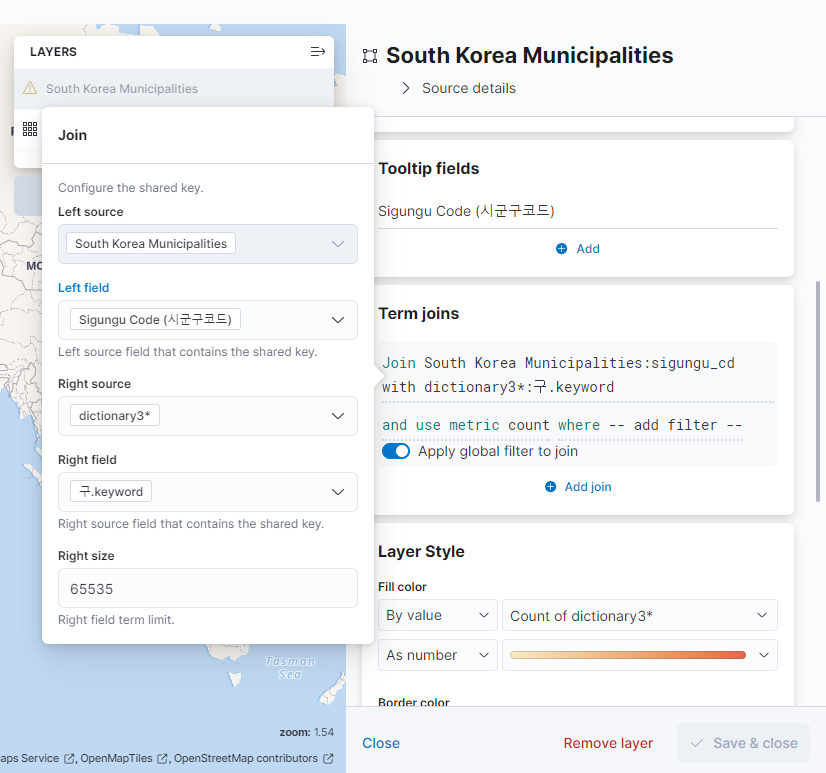 LAYERS
South Korea Municipalities
Join
Configure the shared key.
Left source
South Korea Municipalities
Left field
Sigungu Code (시군구코드)
Left source field that contains the shared key.
Right source
dictionary3*
Right field
구.keyword
Right source field that contains the shared key.
Right size
65535
Right field term limit.
MO
Tasman
Sea
zoom: 1.54
aps Service , OpenMapTiles , OpenStreetMap contributors
South Korea Municipalities
Source details
Tooltip fields
Sigungu Code (시군구코드)
Add
Term joins
Join South Korea Municipalities:sigungu_cd
with dictionary3*:구.keyword
and use metric count where -- add filter --
Apply global filter to join
Add join
Layer Style
Fill color
By value
Count of dictionary3*
As number
Border color
Close
Remove layer
Save & close